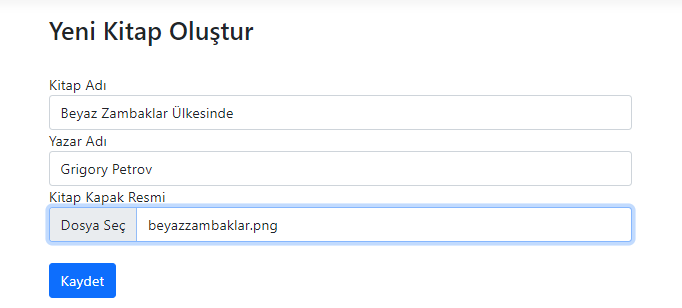 Yeni Kitap Oluştur
Kitap Adı
Beyaz Zambaklar Ülkesinde
Yazar Adı
Grigory Petrov
Kitap Kapak Resmi
Dosya Seç beyazzambaklar.png
Kaydet